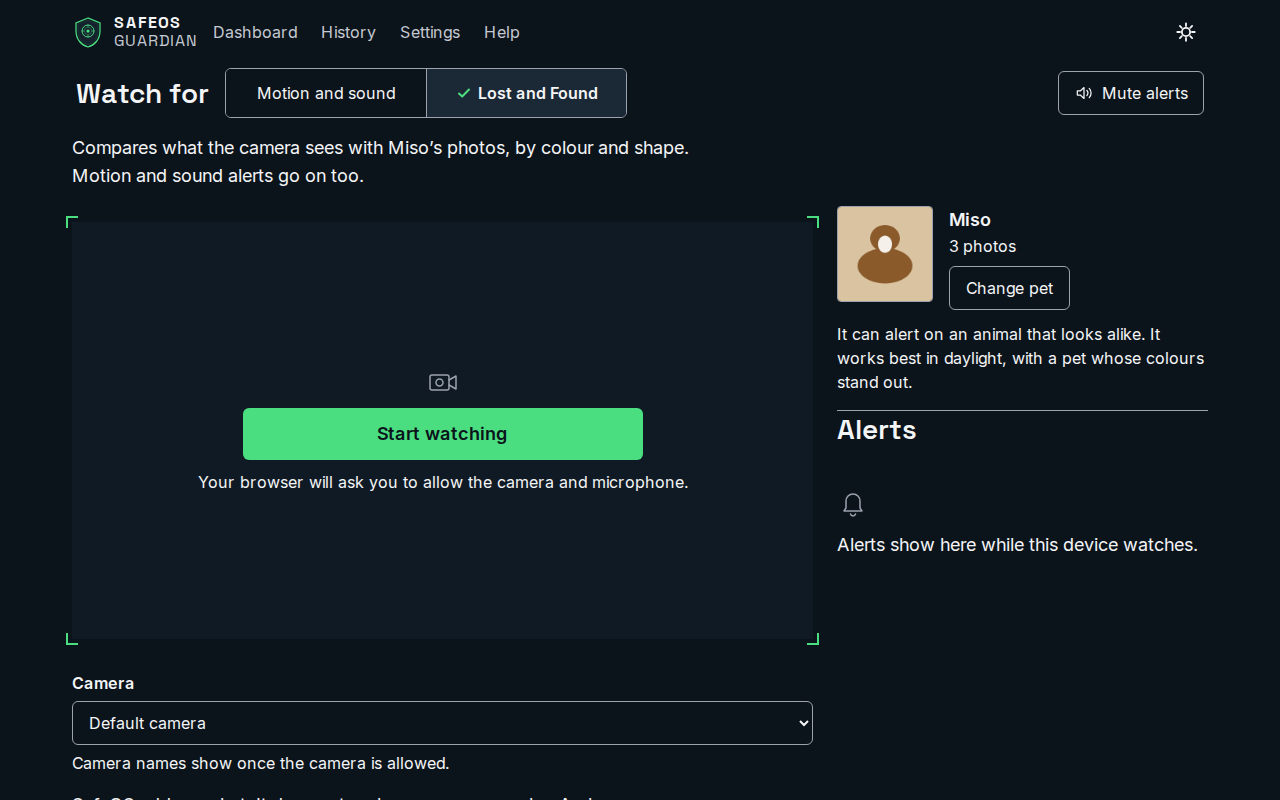 SAFEOS
GUARDIAN
Dashboard
History
Settings
Help
Watch for
Motion and sound
Lost and Found
Mute alerts
Compares what the camera sees with Miso’s photos, by colour and shape.
Motion and sound alerts go on too.
Start watching
Your browser will ask you to allow the camera and microphone.
Miso
3 photos
Change pet
It can alert on an animal that looks alike. It
works best in daylight, with a pet whose colours
stand out.
Alerts
Alerts show here while this device watches.
Camera
Default camera
Camera names show once the camera is allowed.